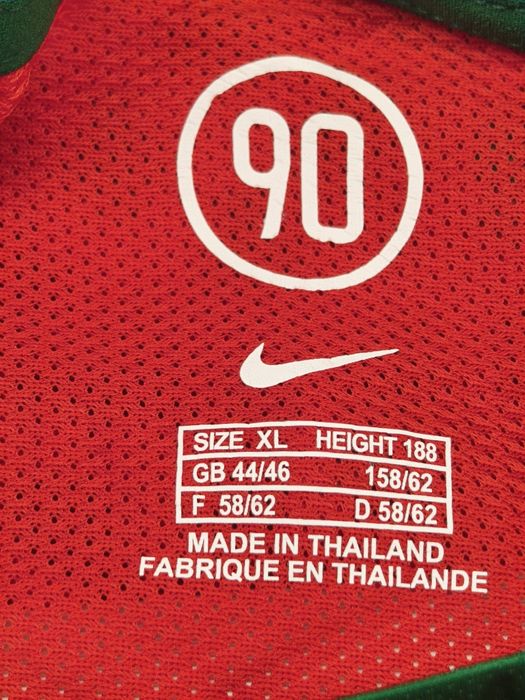 90
SIZE XL HEIGHT 188
GB 44/46 158/62
F 58/62 D 58/62
MADE IN THAILAND
FABRIQUE EN THAILANDE